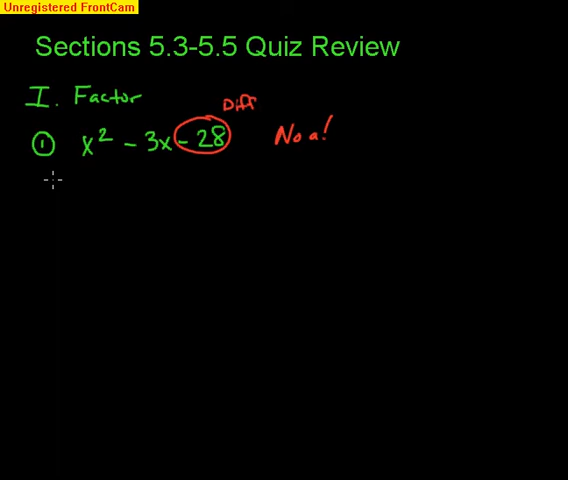 Unregistered FrontCam
Sections 5.3-5.5 Quiz Review
I. Factor
Diff
① x² - 3x - 28 No a!